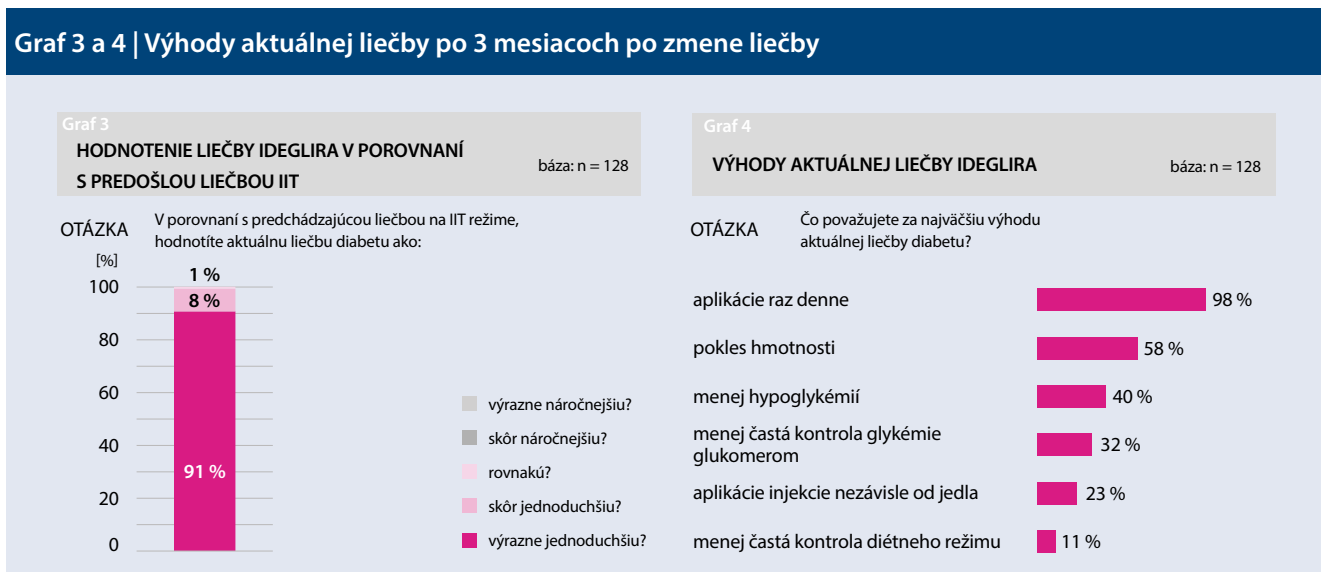 Graf 3 a 4 | Výhody aktuálnej liečby po 3 mesiacoch po zmene liečby
Graf 3
HODNOTENIE LIEČBY IDEGLIRA V POROVNANÍ
S PREDOŠLOU LIEČBOU IIT
báza: n = 128
OTÁZKA
V porovnaní s predchádzajúcou liečbou na IIT režime,
hodnotíte aktuálnu liečbu diabetu ako:
[%]
100
80
60
40
20
0
1 %
8 %
91 %
výrazne náročnejšiu?
skôr náročnejšiu?
rovnakú?
skôr jednoduchšiu?
výrazne jednoduchšiu?
Graf 4
VÝHODY AKTUÁLNEJ LIEČBY IDEGLIRA
báza: n = 128
OTÁZKA
Čo považujete za najväčšiu výhodu
aktuálnej liečby diabetu?
aplikácie raz denne 98 %
pokles hmotnosti 58 %
menej hypoglykémií 40 %
menej častá kontrola glykémie
glukomerom 32 %
aplikácie injekcie nezávisle od jedla 23 %
menej častá kontrola diétneho režimu 11 %